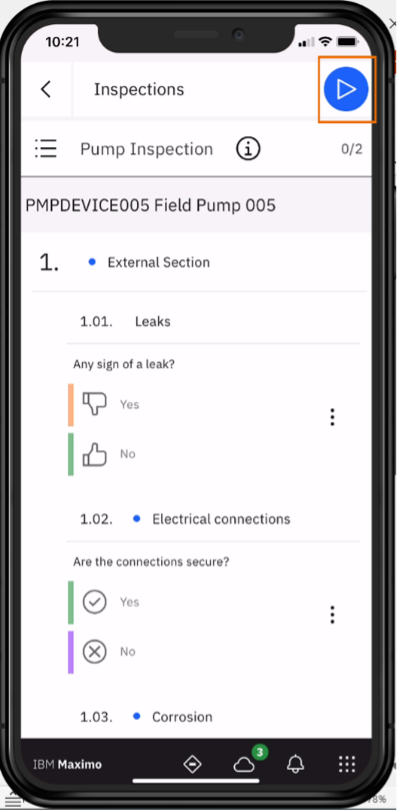 10:21
Inspections
Pump Inspection
0/2
PMPDEVICE005 Field Pump 005
1. External Section
1.01. Leaks
Any sign of a leak?
Yes
No
1.02. Electrical connections
Are the connections secure?
Yes
No
1.03. Corrosion
IBM Maximo
3